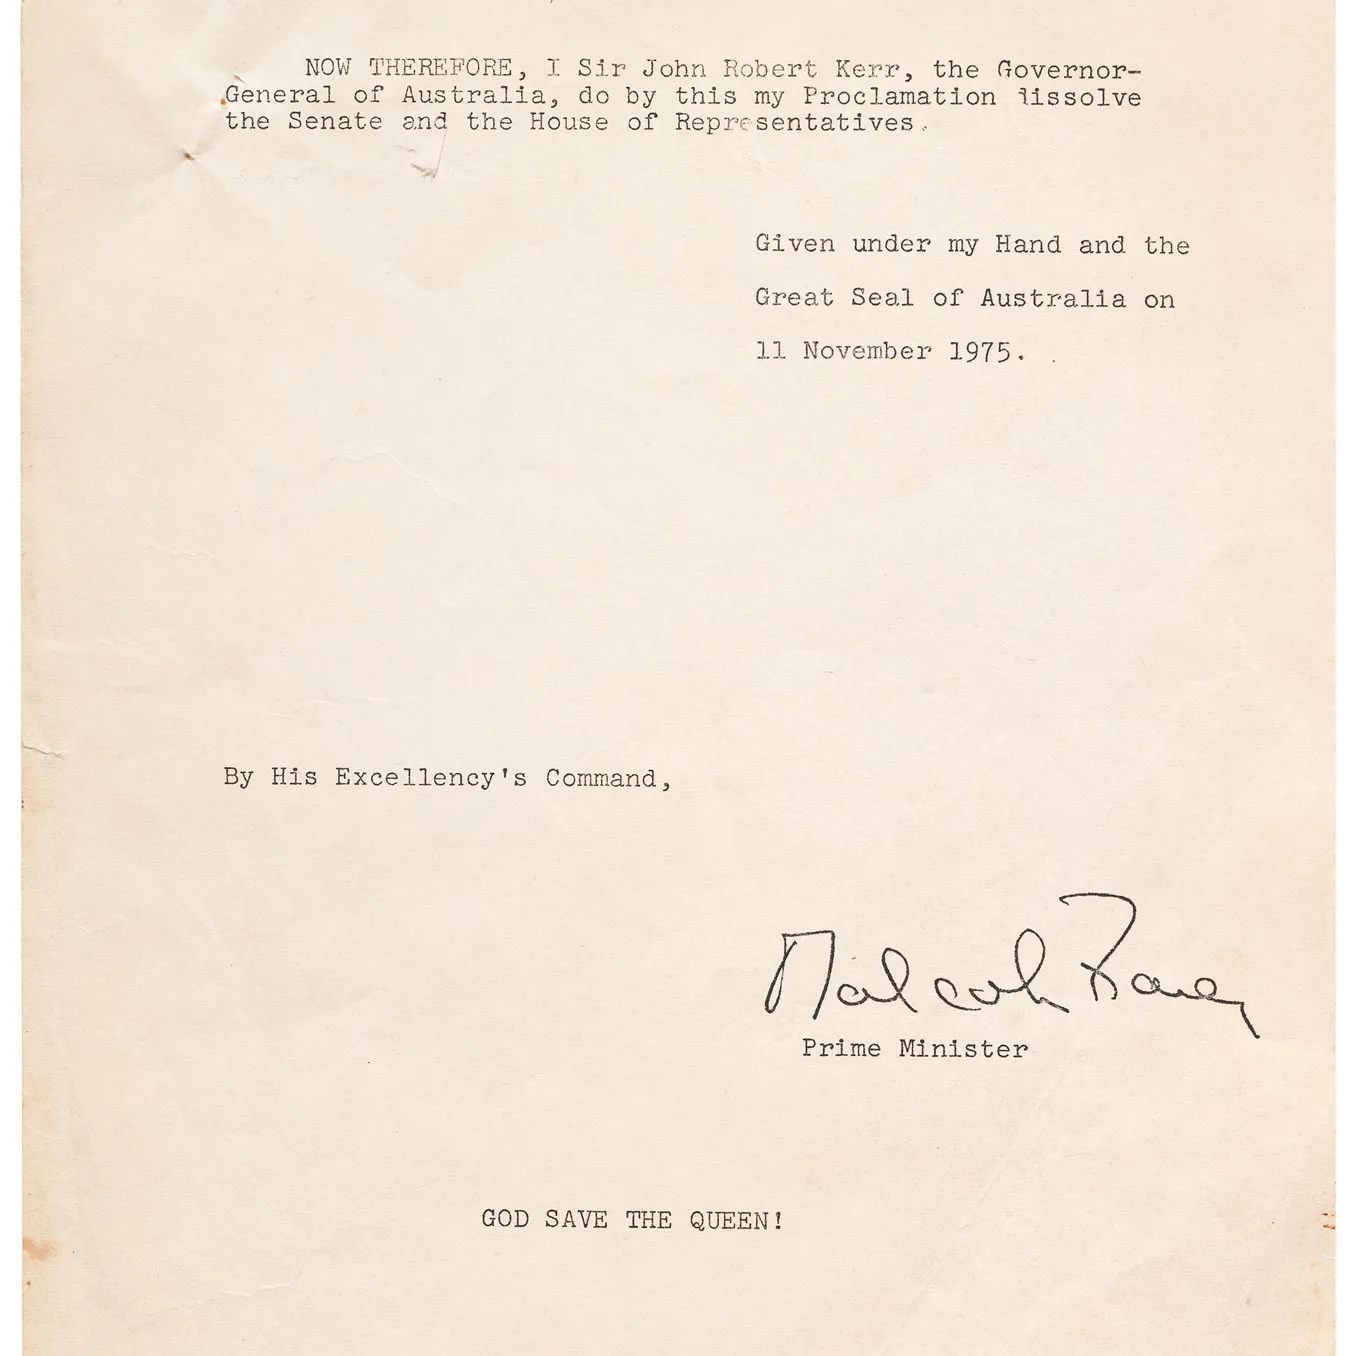 NOW THEREFORE, I Sir John Robert Kerr, the Governor-
General of Australia, do by this my Proclamation dissolve
the Senate and the House of Representatives.
Given under my Hand and the
Great Seal of Australia on
11 November 1975.
By His Excellency's Command,
Malcolm Fraser
Prime Minister
GOD SAVE THE QUEEN!